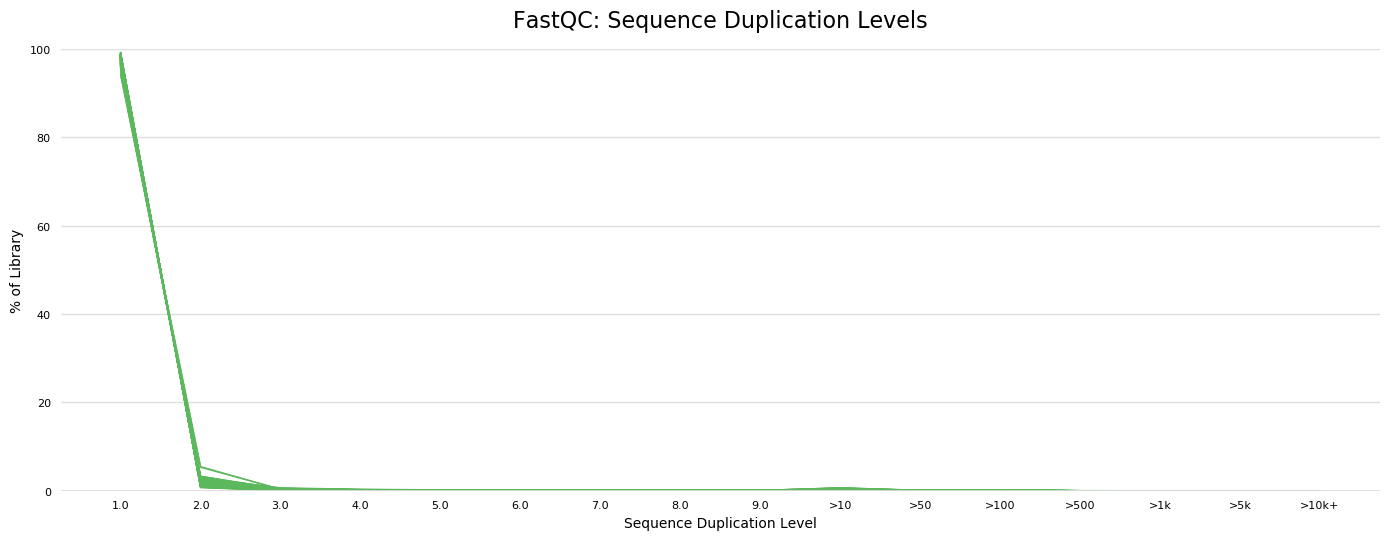 FastQC: Sequence Duplication Levels
100
80
60
40
20
0
% of Library
1.0 2.0 3.0 4.0 5.0 6.0 7.0 8.0 9.0 >10 >50 >100 >500 >1k >5k >10k+
Sequence Duplication Level